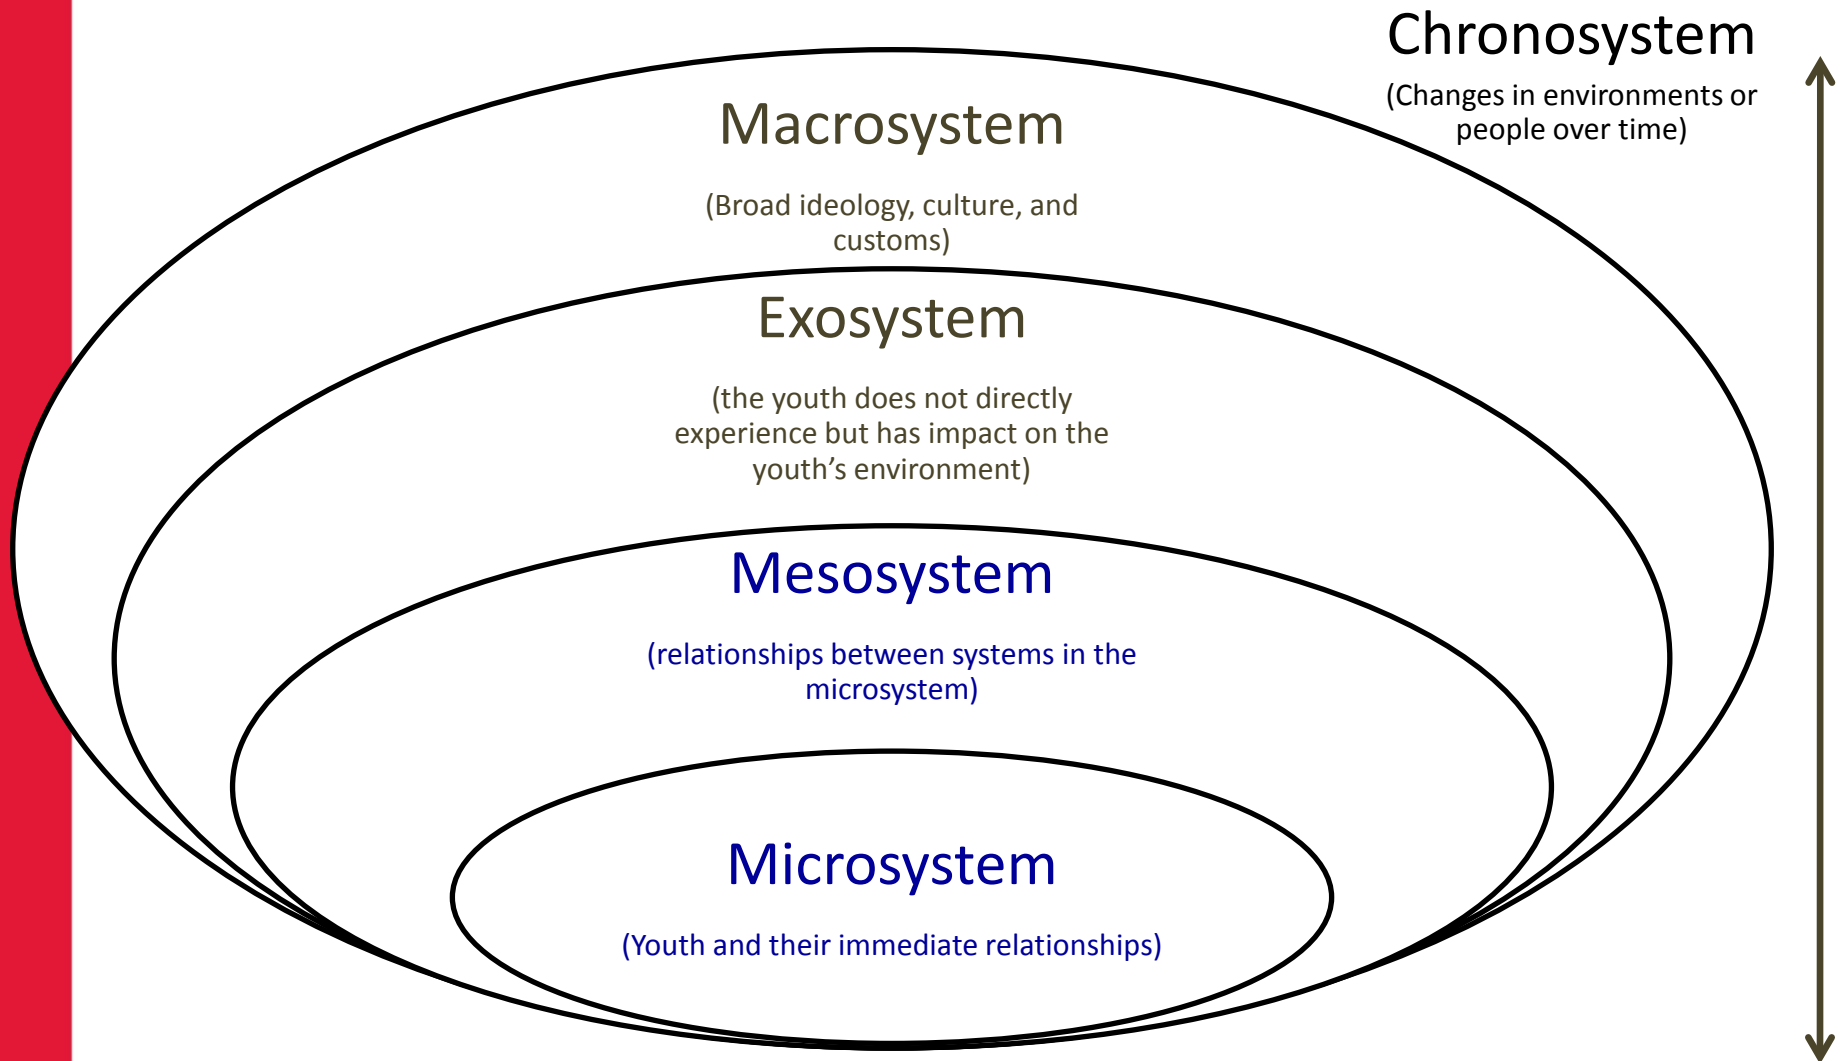 Chronosystem
(Changes in environments or
people over time)
Macrosystem
(Broad ideology, culture, and
customs)
Exosystem
(the youth does not directly
experience but has impact on the
youth’s environment)
Mesosystem
(relationships between systems in the
microsystem)
Microsystem
(Youth and their immediate relationships)